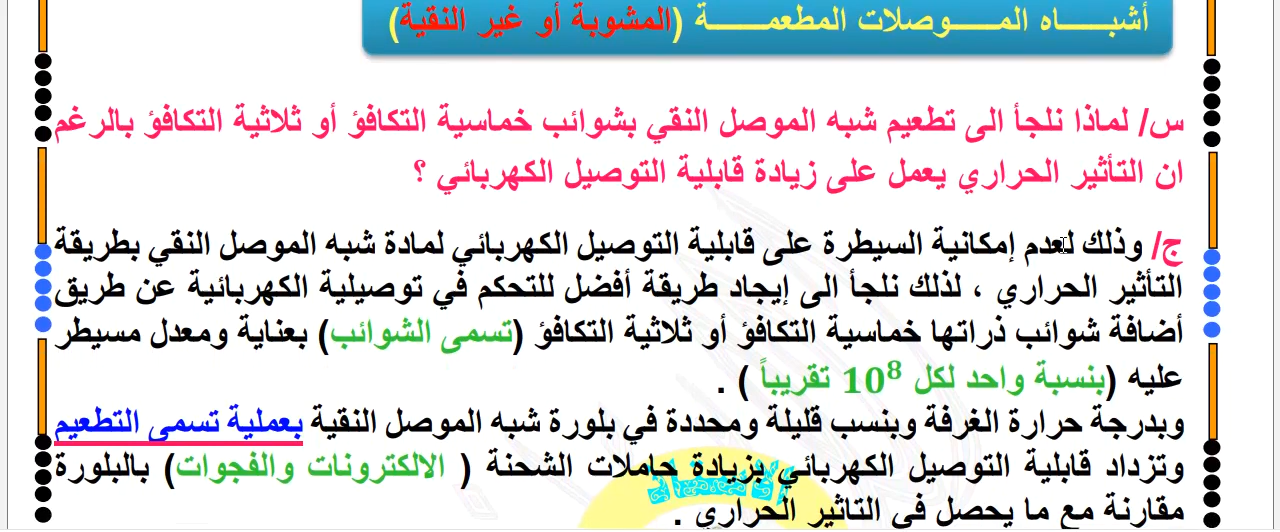 أشبـــــاه المـــــوصلات المطعمـــــــة (المشوبة أو غير النقية)
س/ لماذا نلجأ الى تطعيم شبه الموصل النقي بشوائب خماسية التكافؤ أو ثلاثية التكافؤ بالرغم
ان التأثير الحراري يعمل على زيادة قابلية التوصيل الكهربائي ؟
ج/ وذلك لعدم إمكانية السيطرة على قابلية التوصيل الكهربائي لمادة شبه الموصل النقي بطريقة
التأثير الحراري ، لذلك نلجأ الى إيجاد طريقة أفضل للتحكم في توصيلية الكهربائية عن طريق
أضافة شوائب ذراتها خماسية التكافؤ أو ثلاثية التكافؤ (تسمى الشوائب) بعناية ومعدل مسيطر
عليه (بنسبة واحد لكل 10⁸ تقريباً ) .
وبدرجة حرارة الغرفة وبنسب قليلة ومحددة في بلورة شبه الموصل النقية بعملية تسمى التطعيم
وتزداد قابلية التوصيل الكهربائي بزيادة حاملات الشحنة ( الالكترونات والفجوات) بالبلورة
مقارنة مع ما يحصل في التاثير الحراري .
الاستاذ